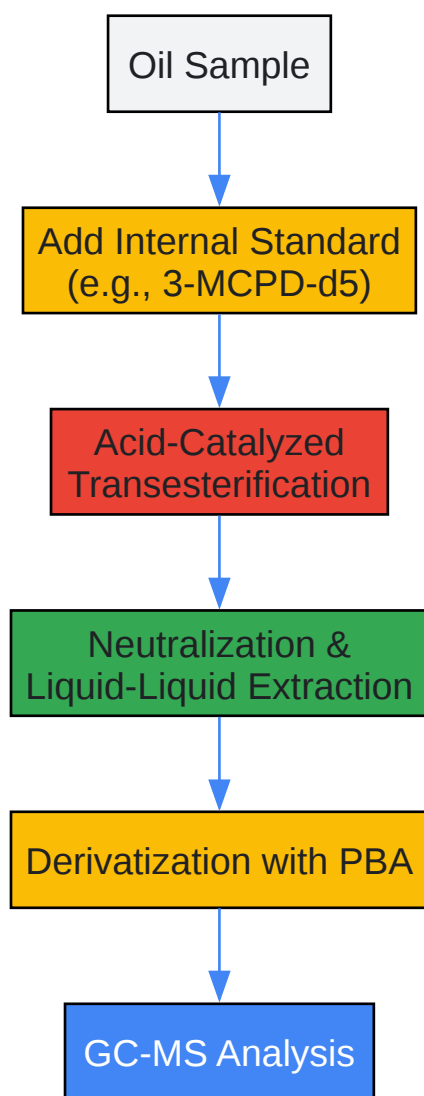 Oil Sample
Add Internal Standard
(e.g., 3-MCPD-d5)
Acid-Catalyzed
Transesterification
Neutralization &
Liquid-Liquid Extraction
Derivatization with PBA
GC-MS Analysis